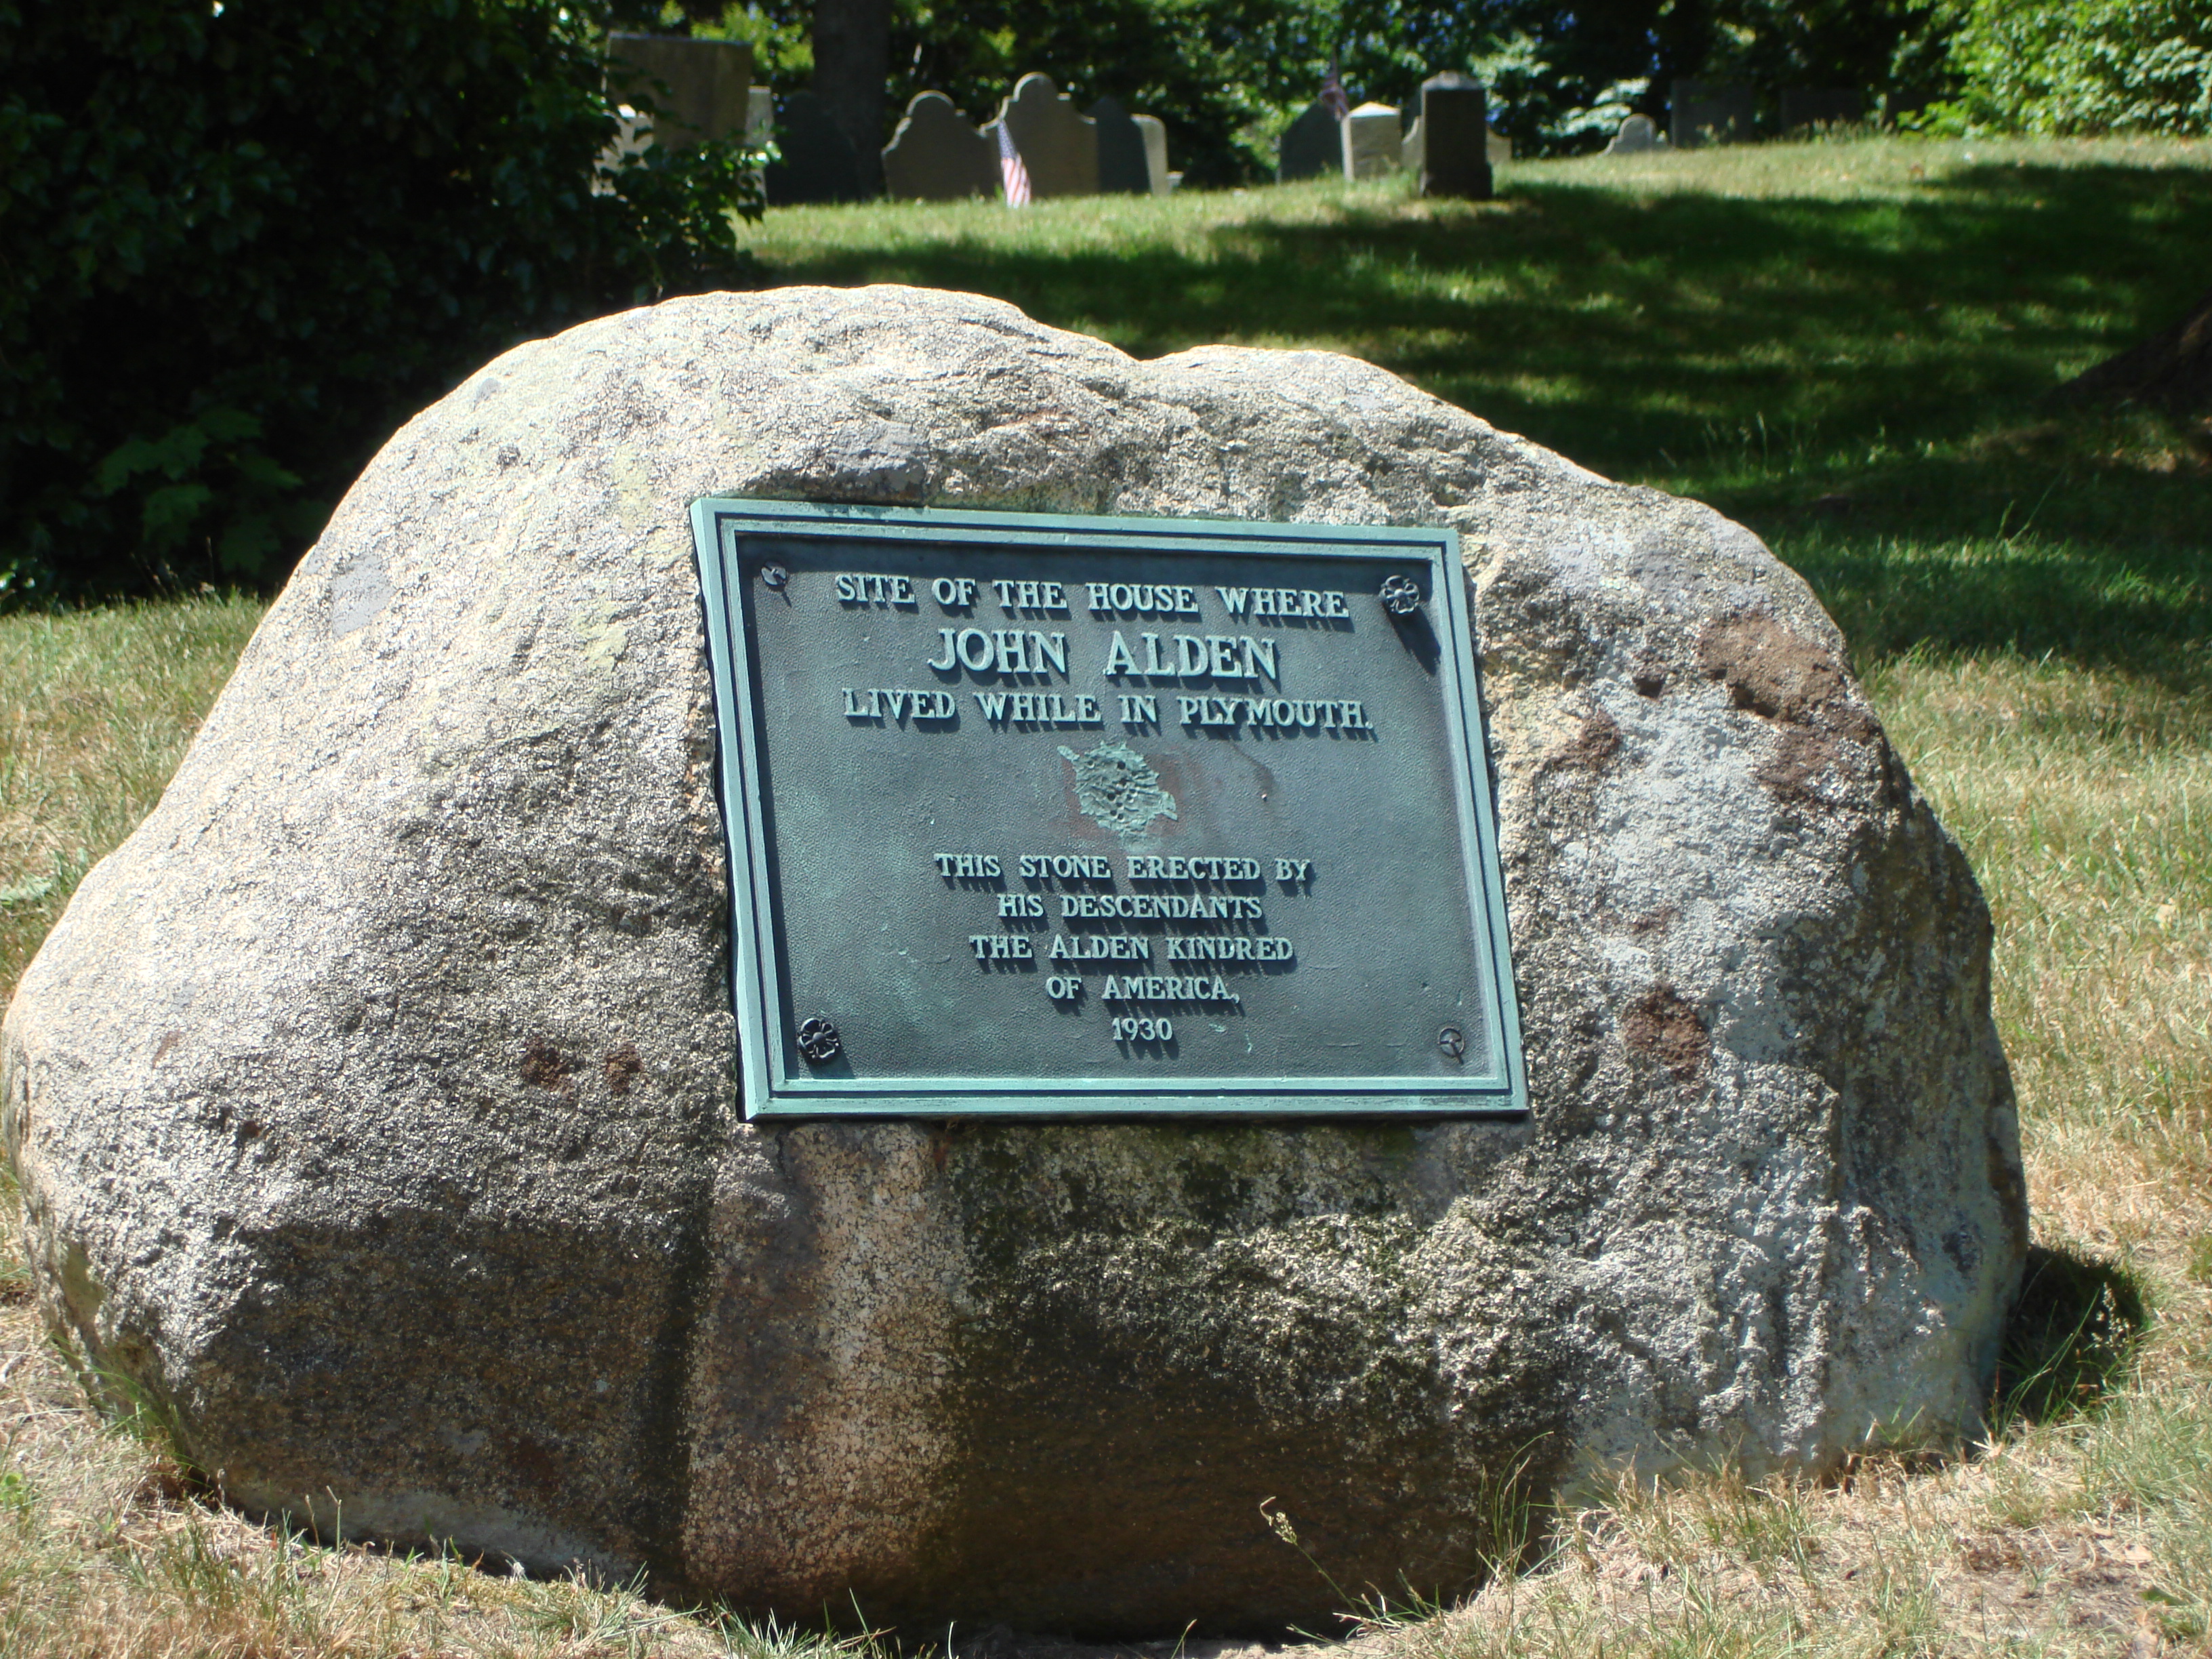 SITE OF THE HOUSE WHERE
JOHN ALDEN
LIVED WHILE IN PLYMOUTH.
THIS STONE ERECTED BY
HIS DESCENDANTS
THE ALDEN KINDRED
OF AMERICA,
1930